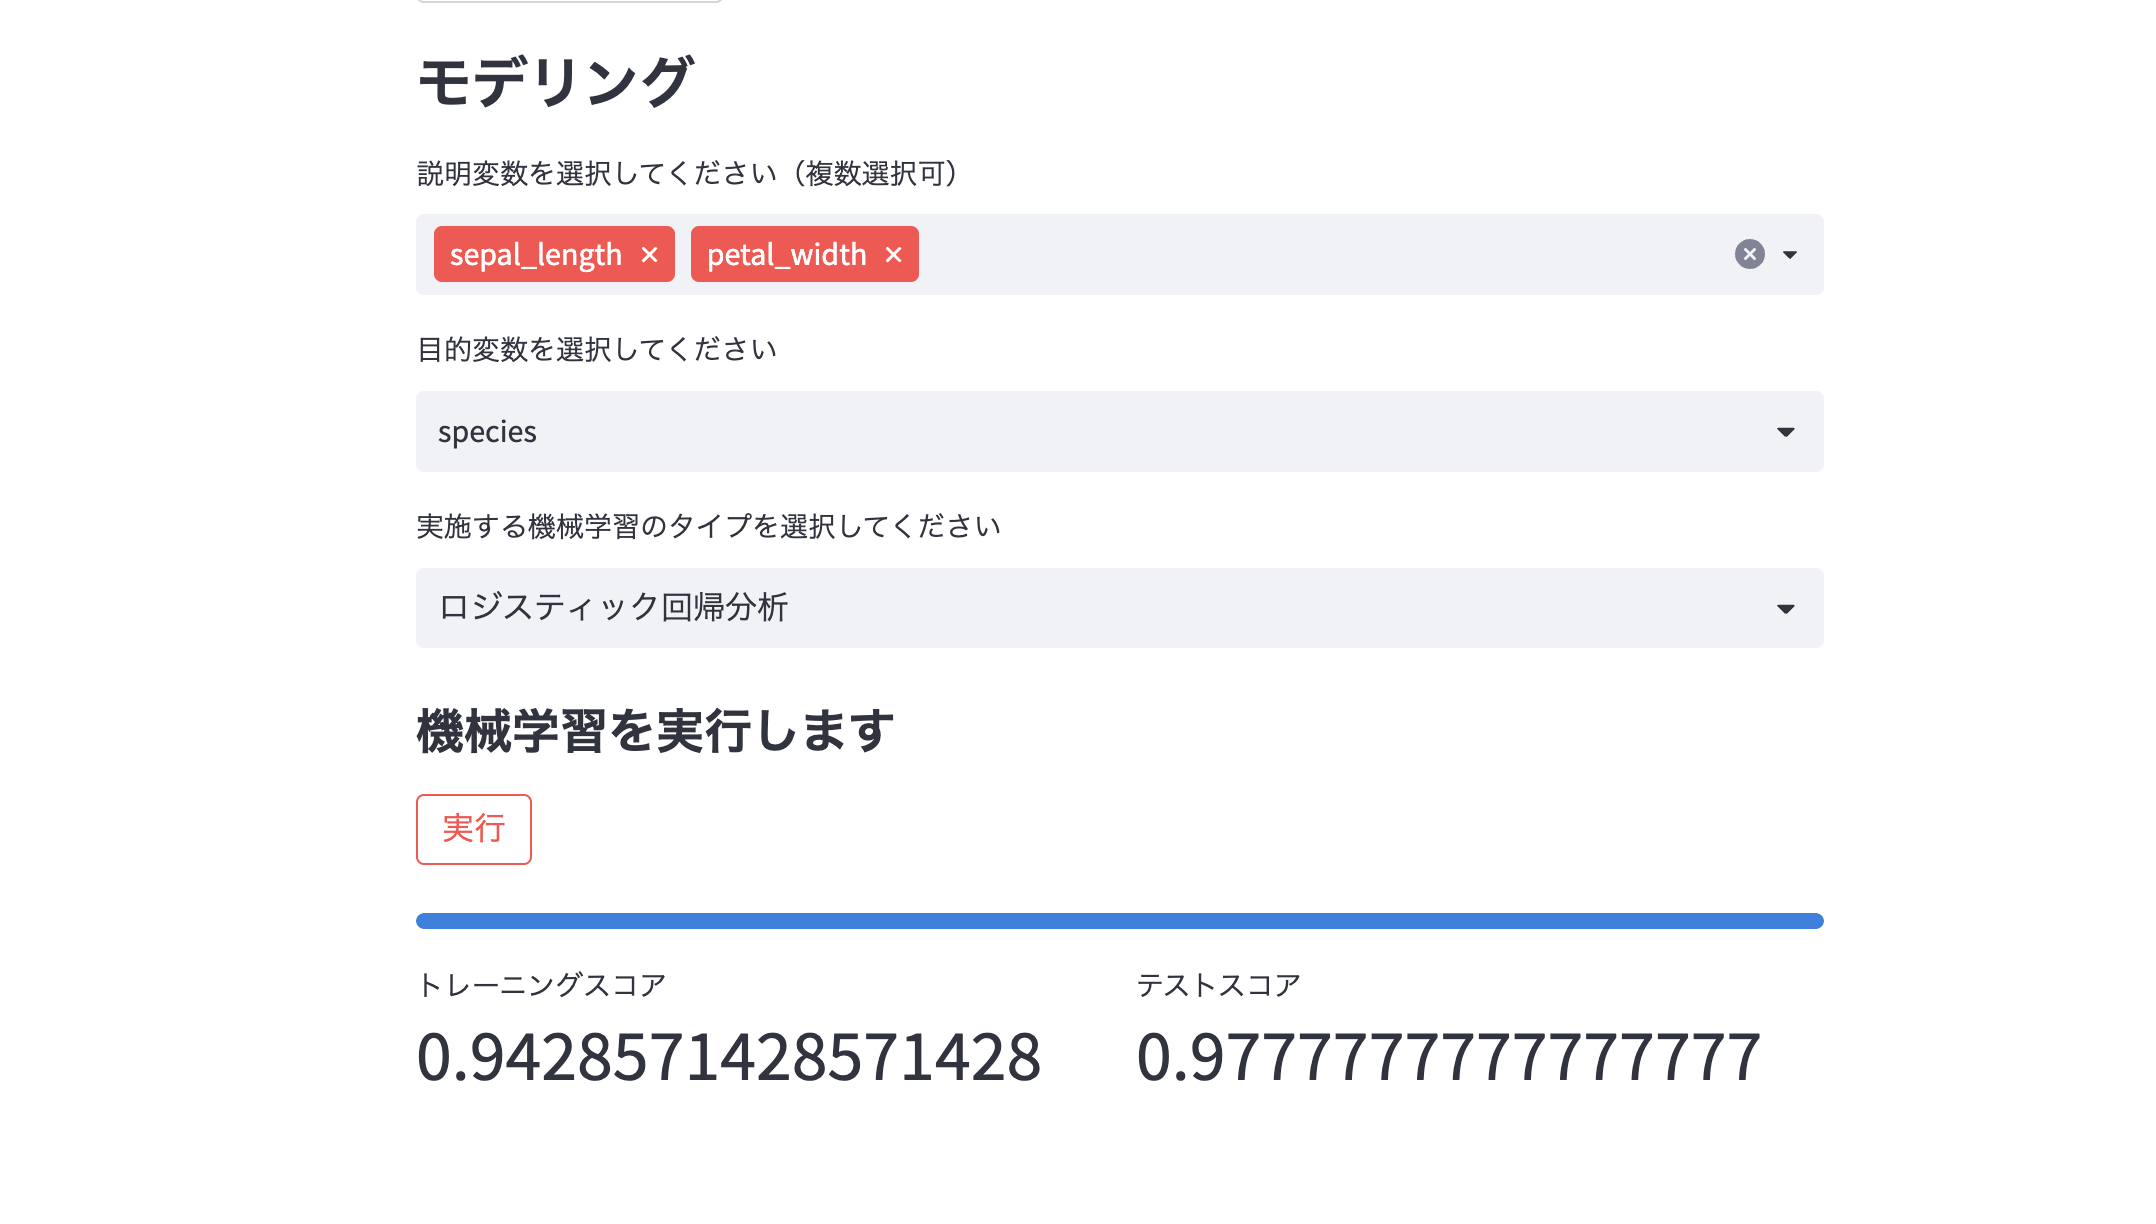 モデリング
説明変数を選択してください（複数選択可）
sepal_length petal_width
目的変数を選択してください
species
実施する機械学習のタイプを選択してください
ロジスティック回帰分析
機械学習を実行します
実行
トレーニングスコア テストスコア
0.9428571428571428 0.9777777777777777